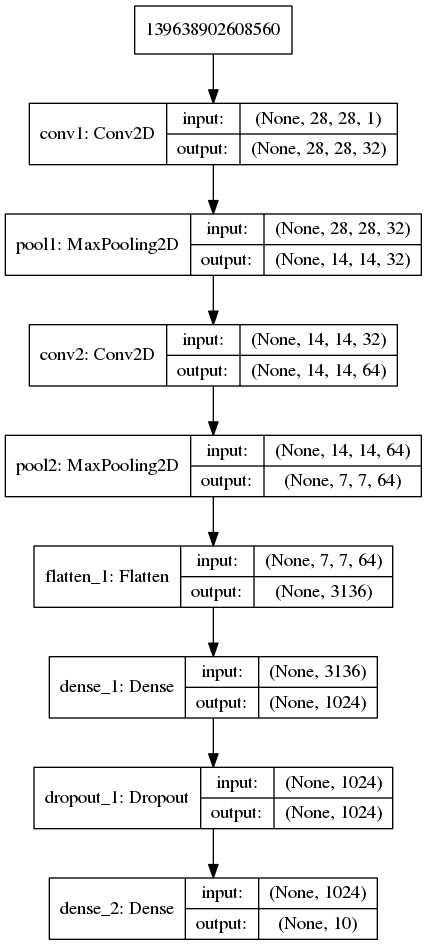 139638902608560
conv1: Conv2D
input: (None, 28, 28, 1)
output: (None, 28, 28, 32)
pool1: MaxPooling2D
input: (None, 28, 28, 32)
output: (None, 14, 14, 32)
conv2: Conv2D
input: (None, 14, 14, 32)
output: (None, 14, 14, 64)
pool2: MaxPooling2D
input: (None, 14, 14, 64)
output: (None, 7, 7, 64)
flatten_1: Flatten
input: (None, 7, 7, 64)
output: (None, 3136)
dense_1: Dense
input: (None, 3136)
output: (None, 1024)
dropout_1: Dropout
input: (None, 1024)
output: (None, 1024)
dense_2: Dense
input: (None, 1024)
output: (None, 10)